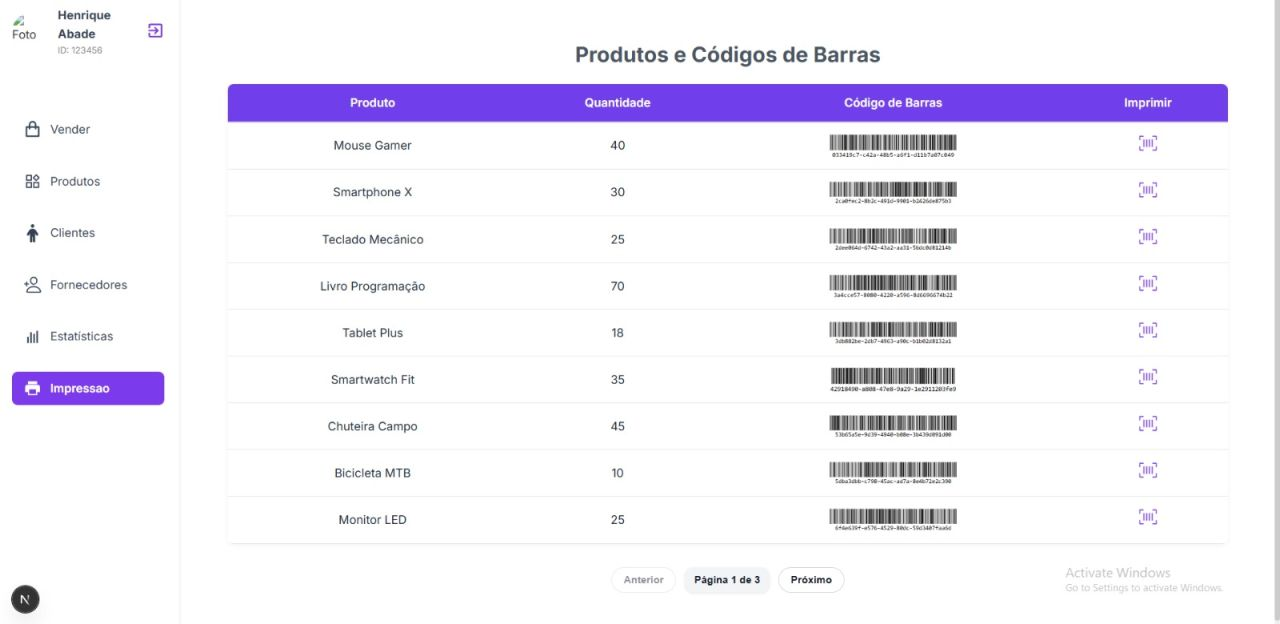 Foto
Henrique
Abade
ID: 123456
Vender
Produtos
Clientes
Fornecedores
Estatísticas
Impressao
Produtos e Códigos de Barras
Produto Quantidade Código de Barras Imprimir
Mouse Gamer 40
Smartphone X 30
Teclado Mecânico 25
Livro Programação 70
Tablet Plus 18
Smartwatch Fit 35
Chuteira Campo 45
Bicicleta MTB 10
Monitor LED 25
Anterior Página 1 de 3 Próximo
Activate Windows
Go to Settings to activate Windows.
N